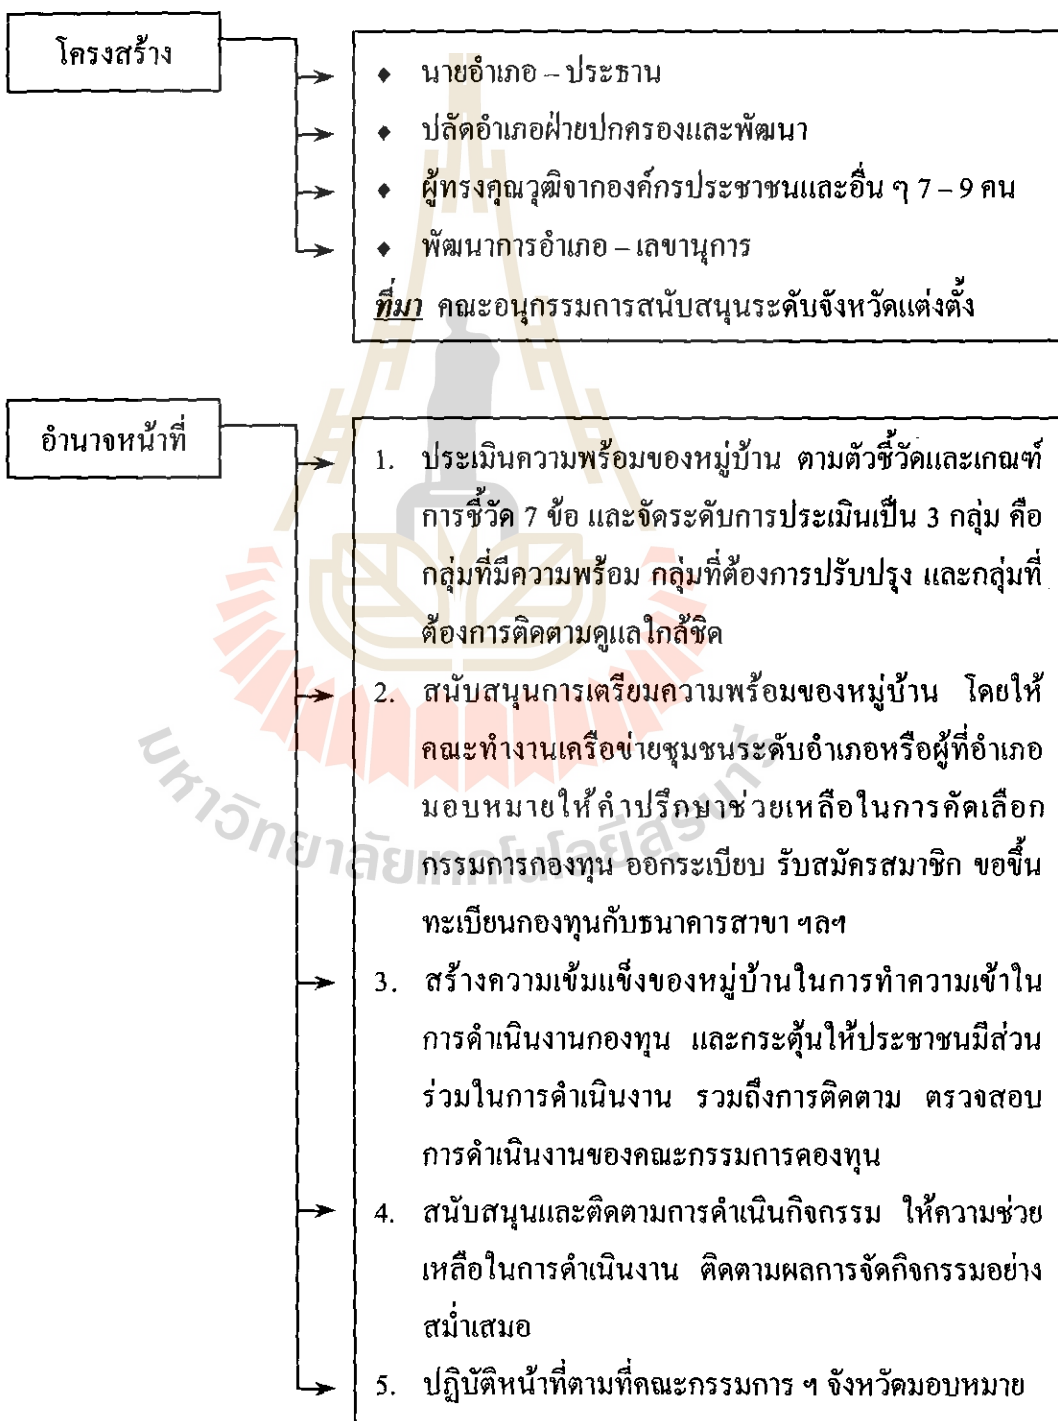 โครงสร้าง
♦ นายอำเภอ – ประธาน
♦ ปลัดอำเภอฝ่ายปกครองและพัฒนา
♦ ผู้ทรงคุณวุฒิจากองค์กรประชาชนและอื่น ๆ 7 – 9 คน
♦ พัฒนาการอำเภอ – เลขานุการ
ที่มา คณะอนุกรรมการสนับสนุนระดับจังหวัดแต่งตั้ง
อำนาจหน้าที่
1. ประเมินความพร้อมของหมู่บ้าน ตามตัวชี้วัดและเกณฑ์
การชี้วัด 7 ข้อ และจัดระดับการประเมินเป็น 3 กลุ่ม คือ
กลุ่มที่มีความพร้อม กลุ่มที่ต้องการปรับปรุง และกลุ่มที่
ต้องการติดตามดูแลใกล้ชิด
2. สนับสนุนการเตรียมความพร้อมของหมู่บ้าน โดยให้
คณะทำงานเครือข่ายชุมชนระดับอำเภอหรือผู้ที่อำเภอ
มอบหมายให้คำปรึกษาช่วยเหลือในการคัดเลือก
กรรมการกองทุน ออกระเบียบ รับสมัครสมาชิก ขอขึ้น
ทะเบียนกองทุนกับธนาคารสาขา ฯลฯ
3. สร้างความเข้มแข็งของหมู่บ้านในการทำความเข้าใน
การดำเนินงานกองทุน และกระตุ้นให้ประชาชนมีส่วน
ร่วมในการดำเนินงาน รวมถึงการติดตาม ตรวจสอบ
การดำเนินงานของคณะกรรมการคองทุน
4. สนับสนุนและติดตามการดำเนินกิจกรรม ให้ความช่วย
เหลือในการดำเนินงาน ติดตามผลการจัดกิจกรรมอย่าง
สม่ำเสมอ
5. ปฏิบัติหน้าที่ตามที่คณะกรรมการ ฯ จังหวัดมอบหมาย
มหาวิทยาลัยเทคโนโลยีสุรนารี